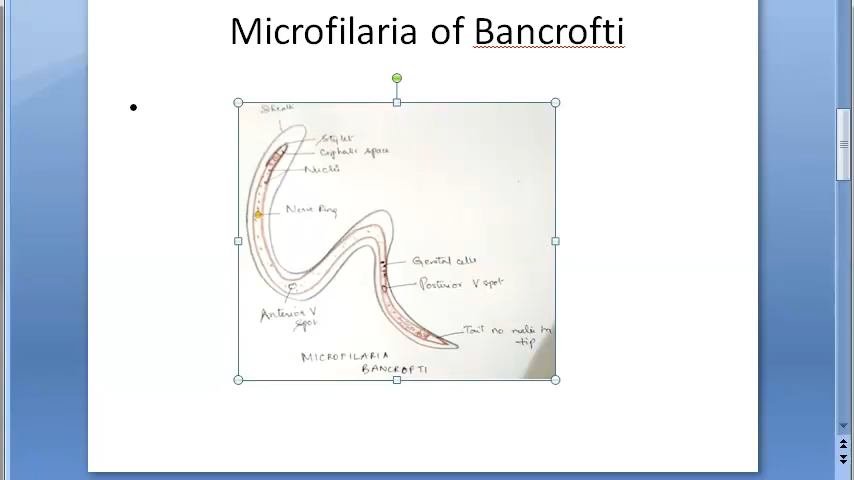 Microfilaria of Bancrofti
Sheath
Stylet
Cephalic space
Nuclei
Nerve Ring
Genital cells
Posterior V spot
Anterior V
spot
Tail no nuclei in
tip
MICROFILARIA
BANCROFTI